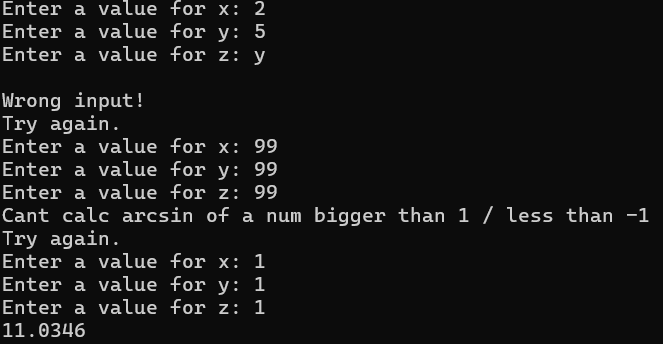 Enter a value for x: 2
Enter a value for y: 5
Enter a value for z: y
Wrong input!
Try again.
Enter a value for x: 99
Enter a value for y: 99
Enter a value for z: 99
Cant calc arcsin of a num bigger than 1 / less than -1
Try again.
Enter a value for x: 1
Enter a value for y: 1
Enter a value for z: 1
11.0346